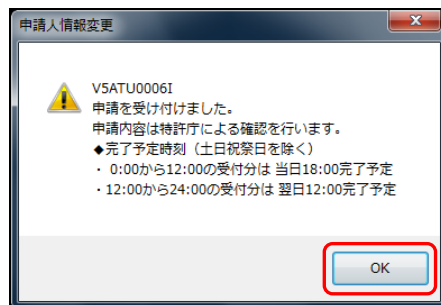 申請人情報変更
V5ATU0006I
申請を受け付けました。
申請内容は特許庁による確認を行います。
◆完了予定時刻（土日祝祭日を除く）
・ 0:00から12:00の受付分は 当日18:00完了予定
・12:00から24:00の受付分は 翌日12:00完了予定
OK